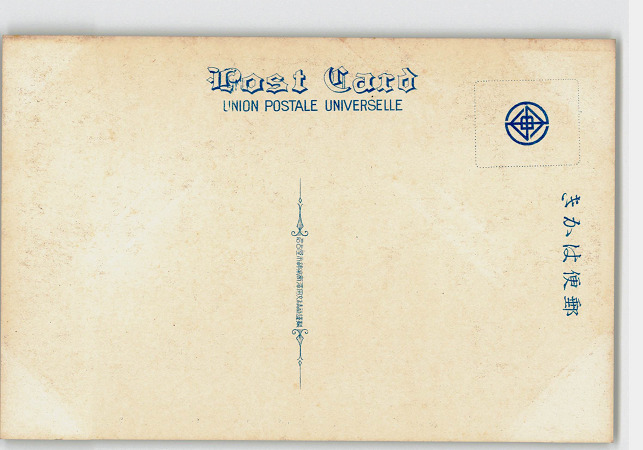 Post Card
UNION POSTALE UNIVERSELLE
きかは便郵